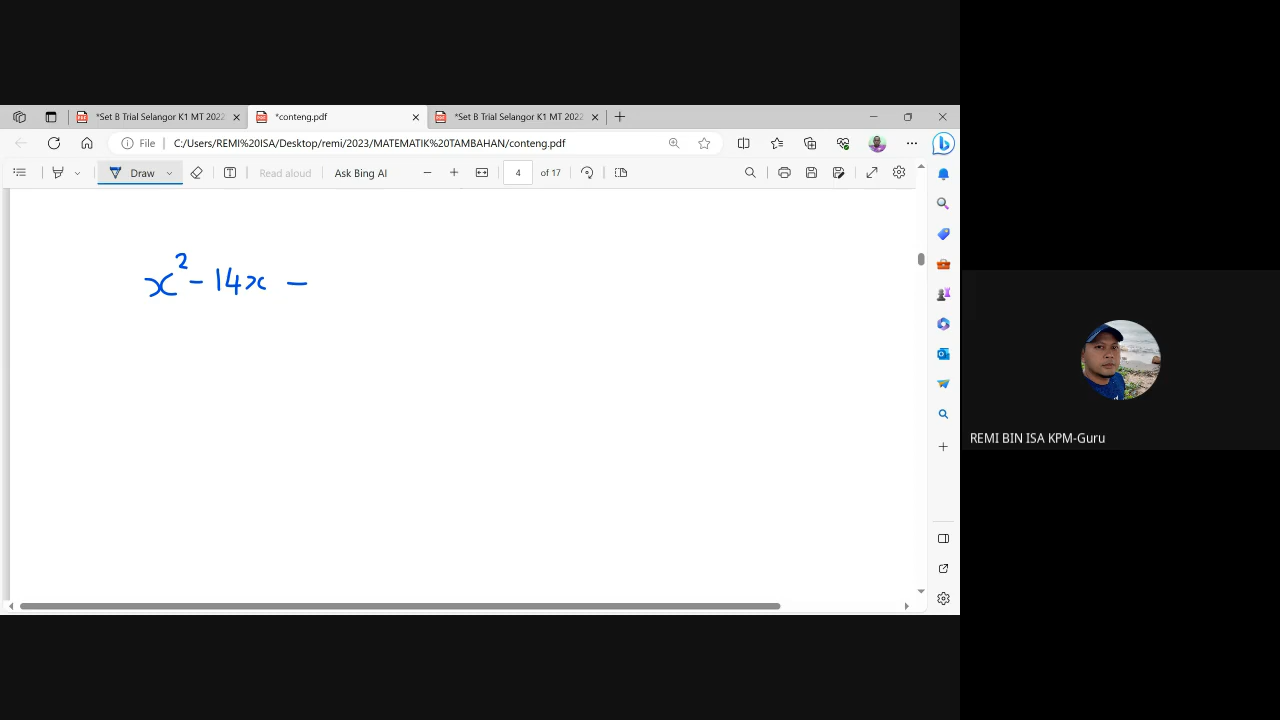 *Set B Trial Selangor K1 MT 2022
*conteng.pdf
*Set B Trial Selangor K1 MT 2022
File
C:/Users/REMI%20ISA/Desktop/remi/2023/MATEMATIK%20TAMBAHAN/conteng.pdf
Draw
Read aloud
Ask Bing AI
4
of 17
x² - 14x -
REMI BIN ISA KPM-Guru